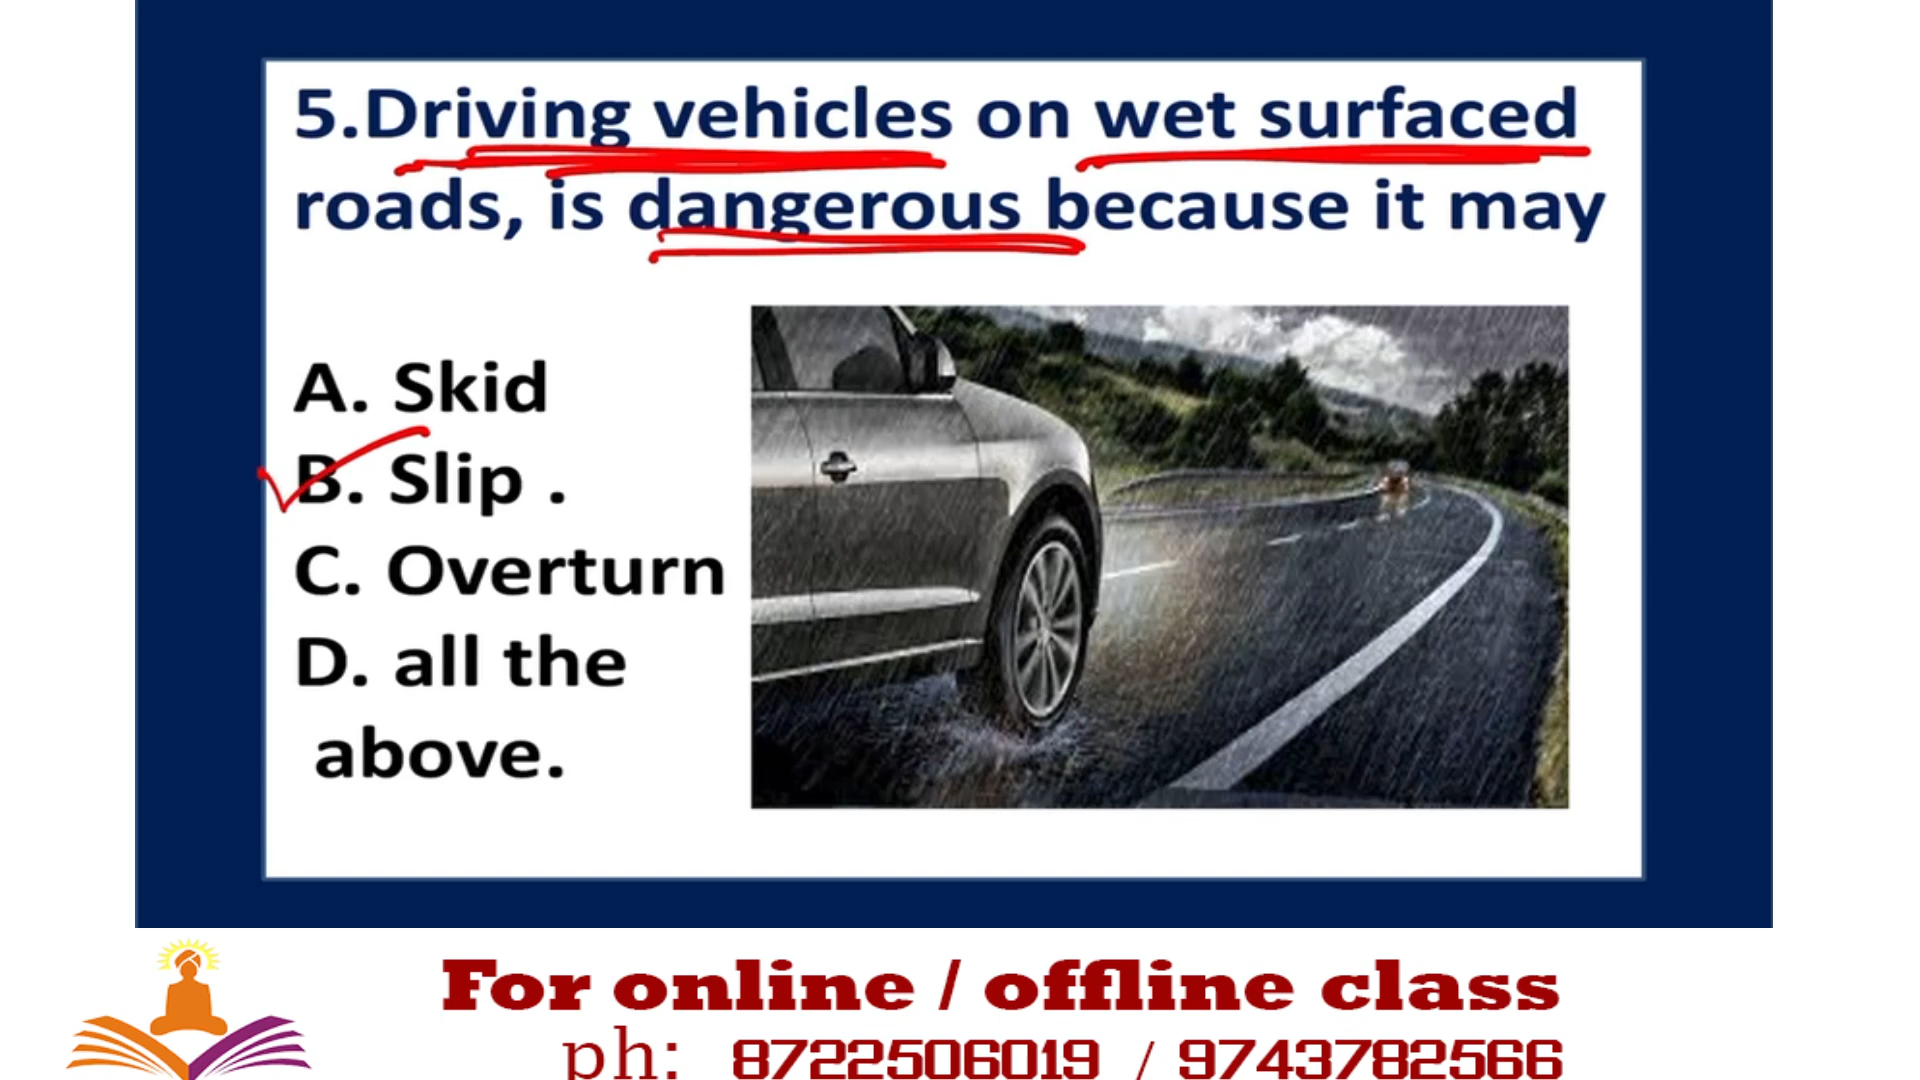 5.Driving vehicles on wet surfaced
roads, is dangerous because it may
A. Skid
B. Slip .
C. Overturn
D. all the
above.
For online / offline class
ph: 8722506019 / 9743782566